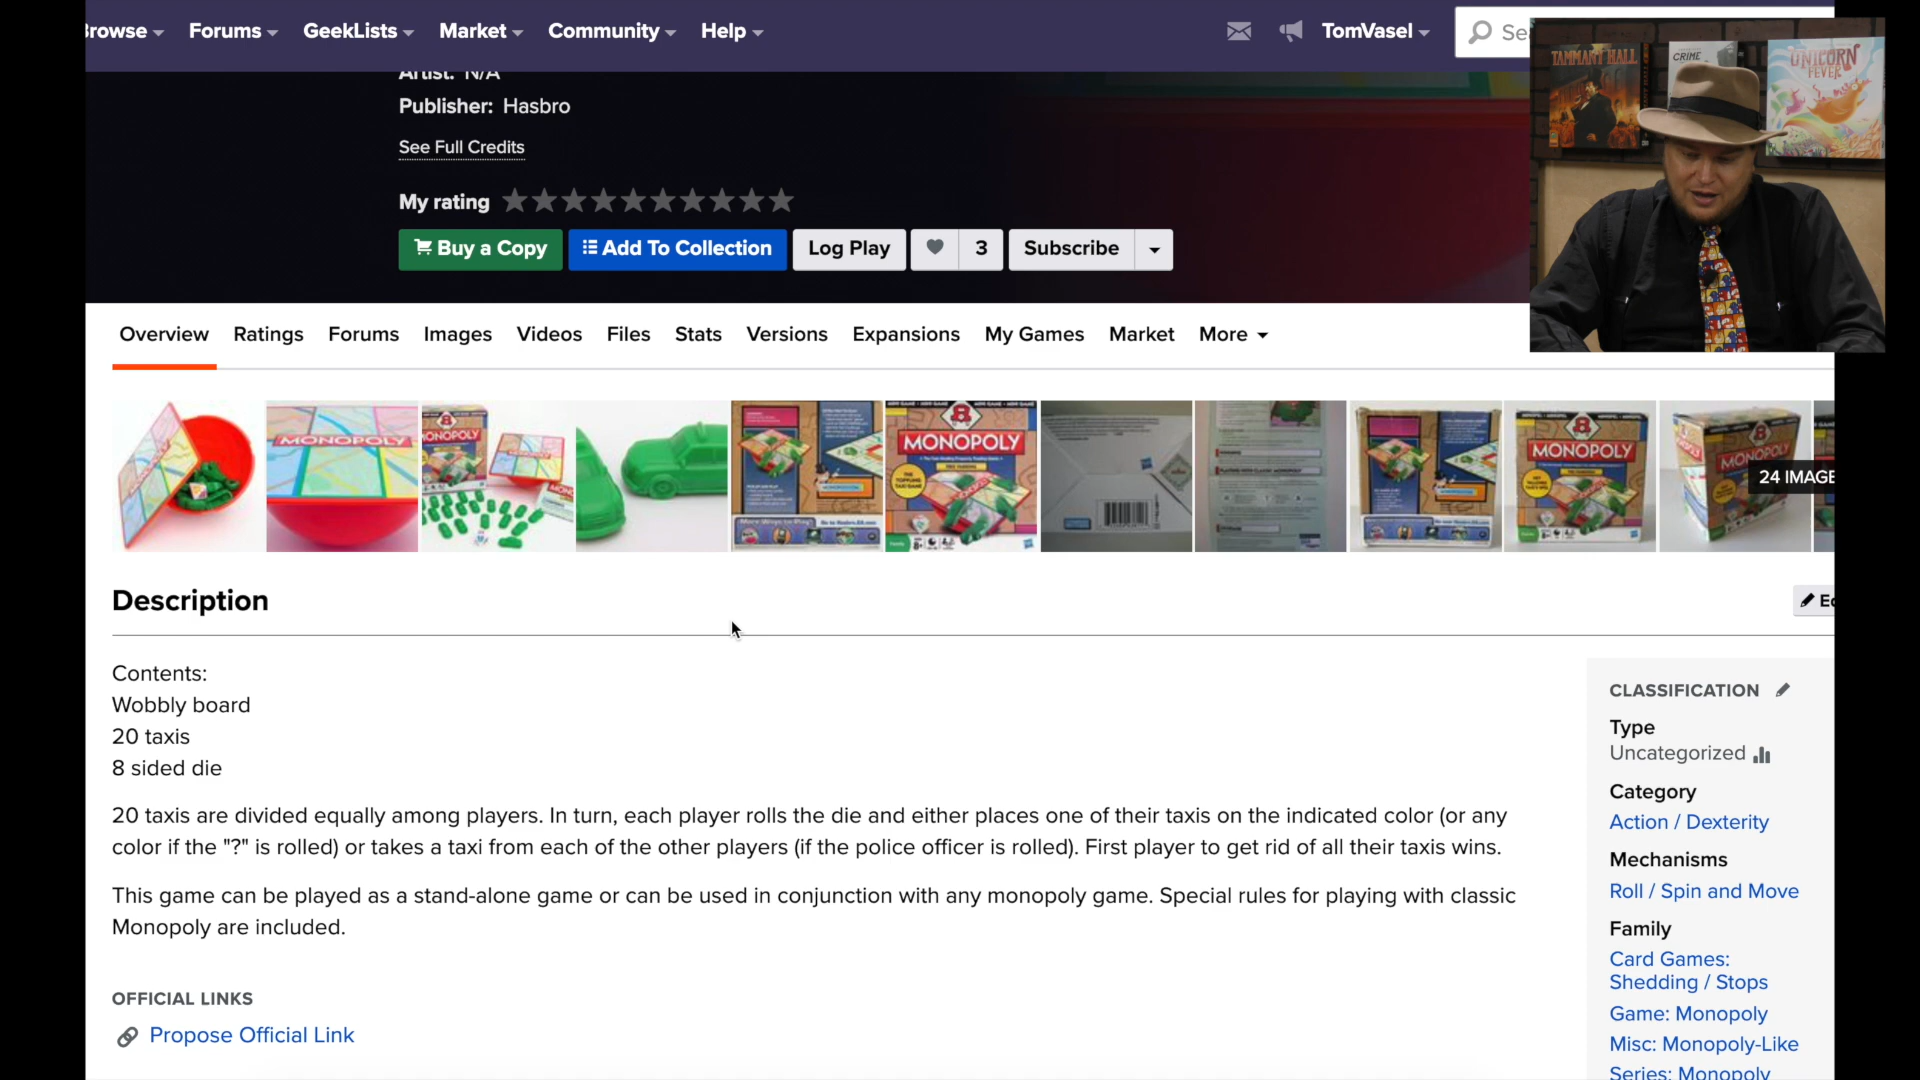 Browse
Forums
GeekLists
Market
Community
Help
TomVasel
Artist: N/A
Publisher: Hasbro
See Full Credits
My rating
Buy a Copy
Add To Collection
Log Play
3
Subscribe
TAMMANY HALL
CRIME
UNICORN
FEVER
Overview
Ratings
Forums
Images
Videos
Files
Stats
Versions
Expansions
My Games
Market
More
MONOPOLY
MONOPOLY
MONOPOLY
MONOPOLY
MONOPOLY
24 IMAGE
Description
Contents:
Wobbly board
20 taxis
8 sided die
20 taxis are divided equally among players. In turn, each player rolls the die and either places one of their taxis on the indicated color (or any
color if the "?" is rolled) or takes a taxi from each of the other players (if the police officer is rolled). First player to get rid of all their taxis wins.
This game can be played as a stand-alone game or can be used in conjunction with any monopoly game. Special rules for playing with classic
Monopoly are included.
OFFICIAL LINKS
Propose Official Link
CLASSIFICATION
Type
Uncategorized
Category
Action / Dexterity
Mechanisms
Roll / Spin and Move
Family
Card Games:
Shedding / Stops
Game: Monopoly
Misc: Monopoly-Like
Series: Monopoly